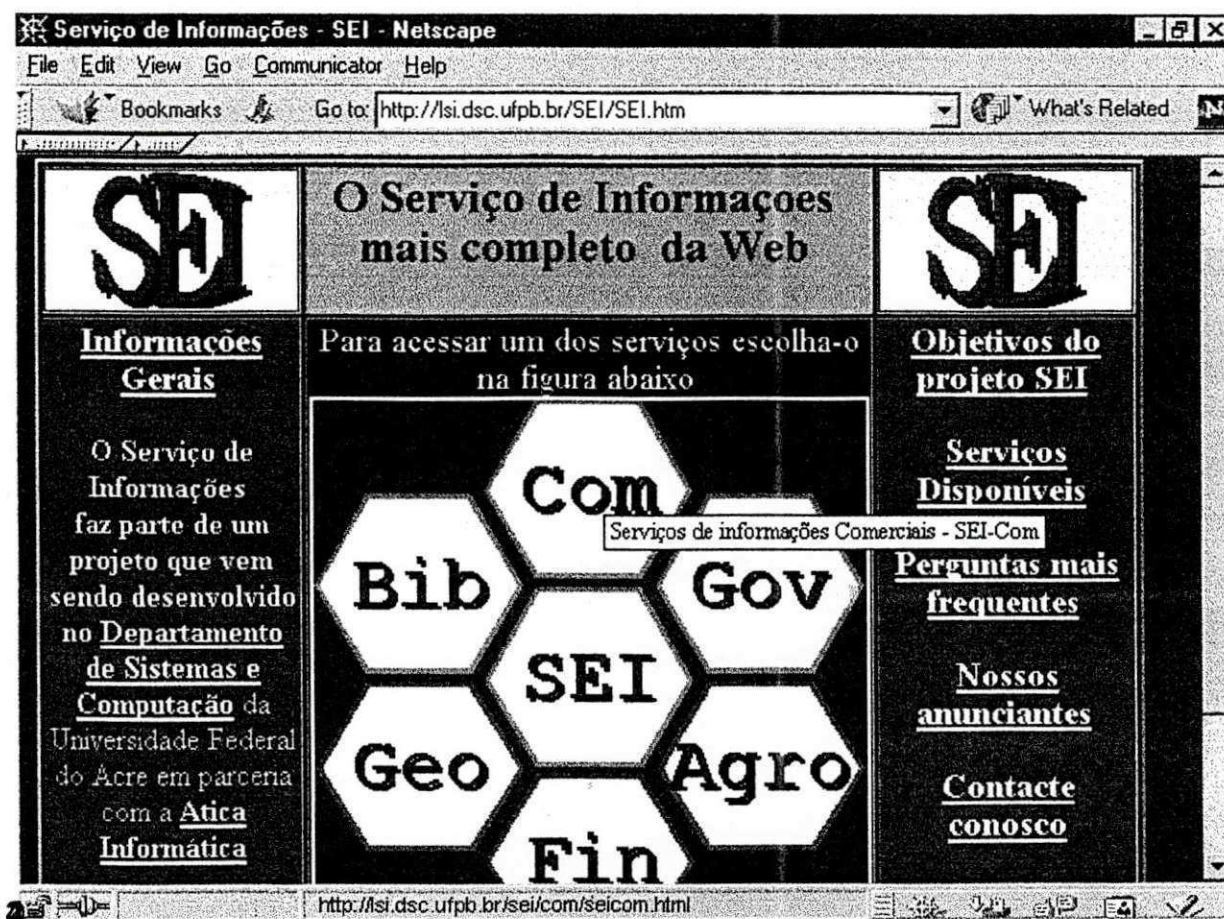 Serviço de Informações - SEI - Netscape
File Edit View Go Communicator Help
Bookmarks Go to: http://lsi.dsc.ufpb.br/SEI/SEI.htm What's Related N
SEI
O Serviço de Informaçoes
mais completo da Web
SEI
Informações
Gerais
O Serviço de
Informações
faz parte de um
projeto que vem
sendo desenvolvido
no Departamento
de Sistemas e
Computação da
Universidade Federal
do Acre em parceria
com a Atica
Informática
Para acessar um dos serviços escolha-o
na figura abaixo
Com
Serviços de informações Comerciais - SEI-Com
Bib
Gov
SEI
Geo
Agro
Fin
Objetivos do
projeto SEI
Serviços
Disponíveis
Perguntas mais
frequentes
Nossos
anunciantes
Contacte
conosco
http://lsi.dsc.ufpb.br/sei/com/seicom.html